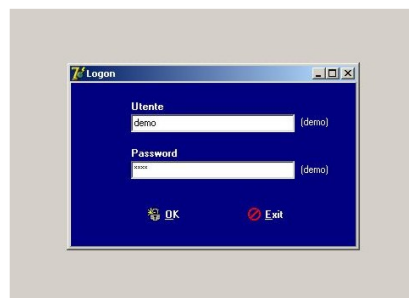 Logon
Utente
demo (demo)
Password
**** (demo)
OK Exit